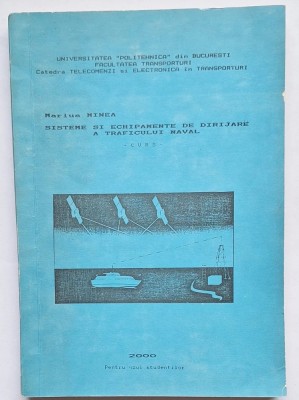 UNIVERSITATEA "POLITEHNICA" din BUCURESTI
FACULTATEA TRANSPORTURI
Catedra TELECOMENZI si ELECTRONICA in TRANSPORTURI
Marius MINEA
SISTEME SI ECHIPAMENTE DE DIRIJARE
A TRAFICULUI NAVAL
- CURS -
2000
Pentru uzul studentilor